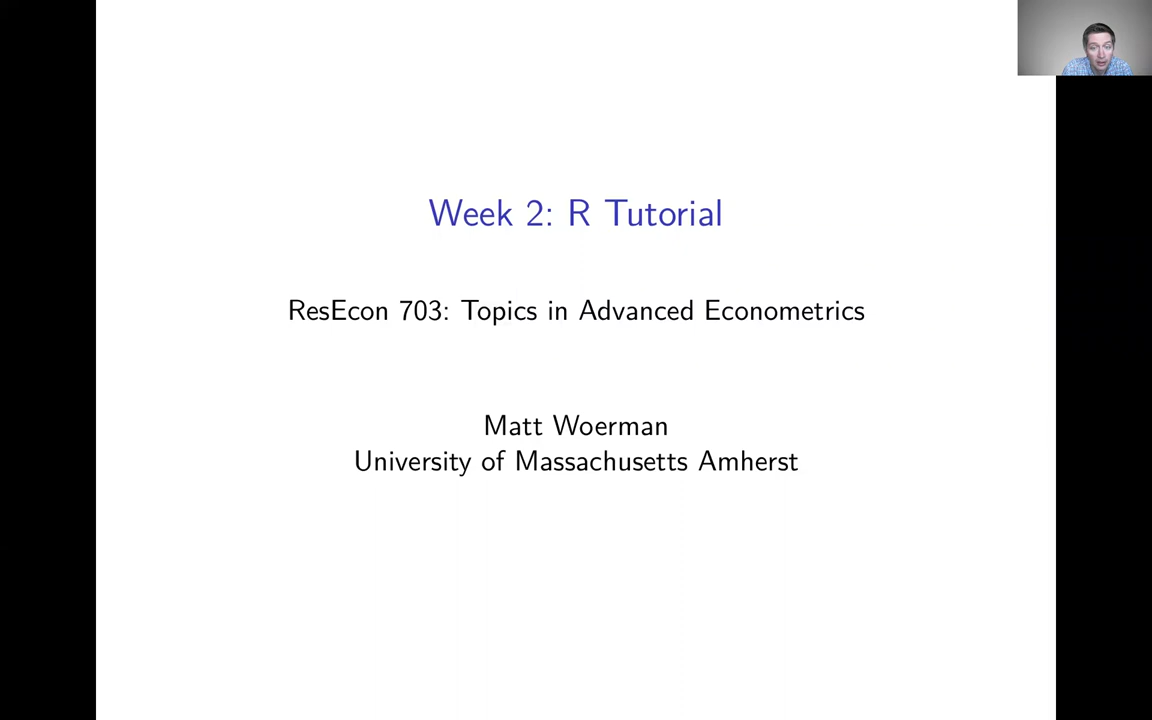 Week 2: R Tutorial
ResEcon 703: Topics in Advanced Econometrics
Matt Woerman
University of Massachusetts Amherst